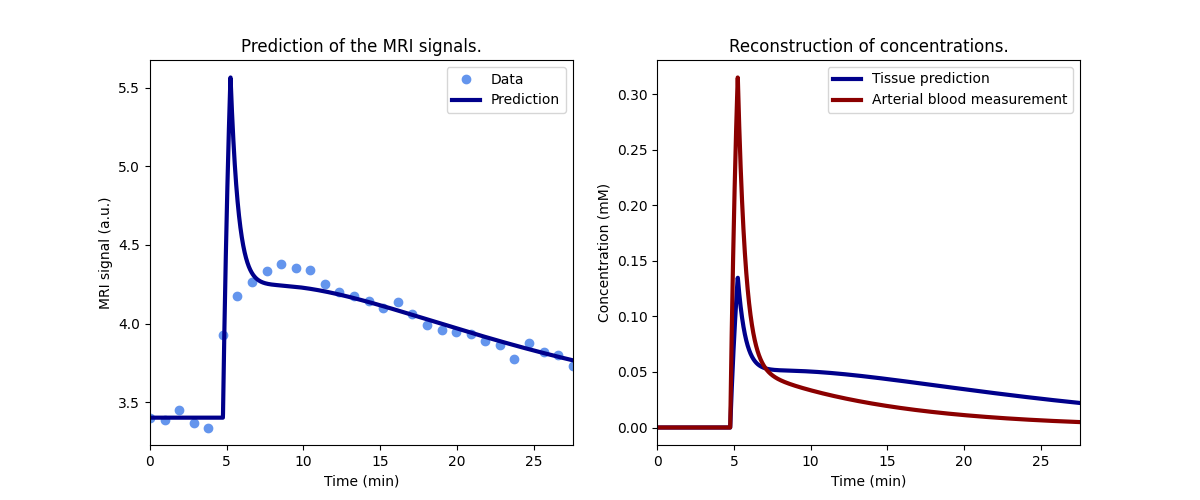 Prediction of the MRI signals.
MRI signal (a.u.)
5.5
5.0
4.5
4.0
3.5
0
5
10
15
20
25
Time (min)
Data
Prediction
Reconstruction of concentrations.
Concentration (mM)
0.30
0.25
0.20
0.15
0.10
0.05
0.00
0
5
10
15
20
25
Time (min)
Tissue prediction
Arterial blood measurement